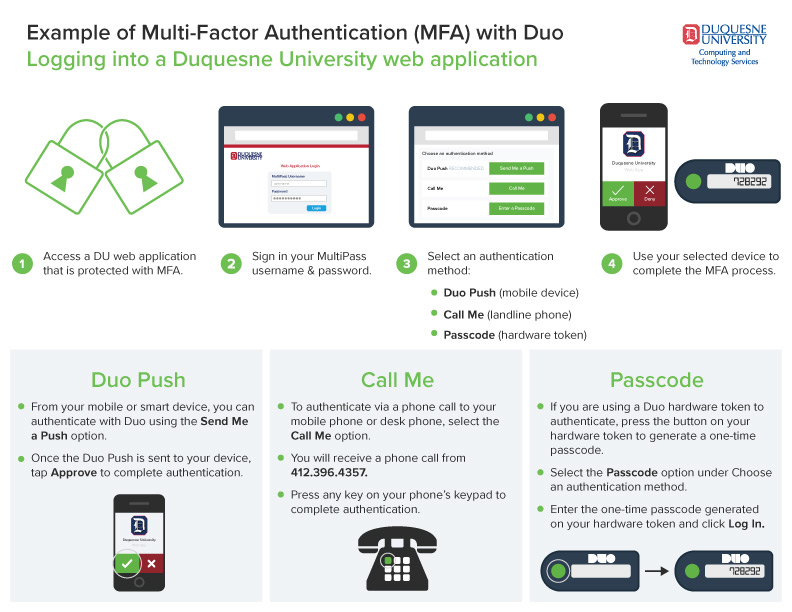 Example of Multi-Factor Authentication (MFA) with Duo
Logging into a Duquesne University web application
DUQUESNE
UNIVERSITY
Computing and
Technology Services
DUQUESNE
UNIVERSITY
Web Application Login
MultiPass Username
username
Password
Login
Choose an authentication method
Duo Push RECOMMENDED
Send Me a Push
Call Me
Call Me
Passcode
Enter a Passcode
Duquesne University
Approve
Deny
DUO
728292
1 Access a DU web application
that is protected with MFA.
2 Sign in your MultiPass
username & password.
3 Select an authentication
method:
Duo Push (mobile device)
Call Me (landline phone)
Passcode (hardware token)
4 Use your selected device to
complete the MFA process.
Duo Push
From your mobile or smart device, you can
authenticate with Duo using the Send Me
a Push option.
Once the Duo Push is sent to your device,
tap Approve to complete authentication.
Duquesne University
Call Me
To authenticate via a phone call to your
mobile phone or desk phone, select the
Call Me option.
You will receive a phone call from
412.396.4357.
Press any key on your phone's keypad to
complete authentication.
Passcode
If you are using a Duo hardware token to
authenticate, press the button on your
hardware token to generate a one-time
passcode.
Select the Passcode option under Choose
an authentication method.
Enter the one-time passcode generated
on your hardware token and click Log In.
DUO
DUO
728292